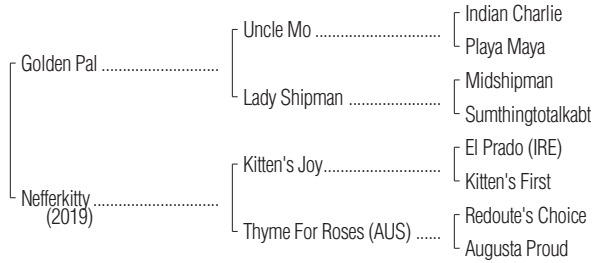 Indian Charlie
Uncle Mo ........................
Playa Maya
Golden Pal ............................
Midshipman
Lady Shipman ......................
Sumthingtotalkabt
El Prado (IRE)
Kitten's Joy............................
Kitten's First
Nefferkitty ..............................
(2019)
Redoute's Choice
Thyme For Roses (AUS) ......
Augusta Proud